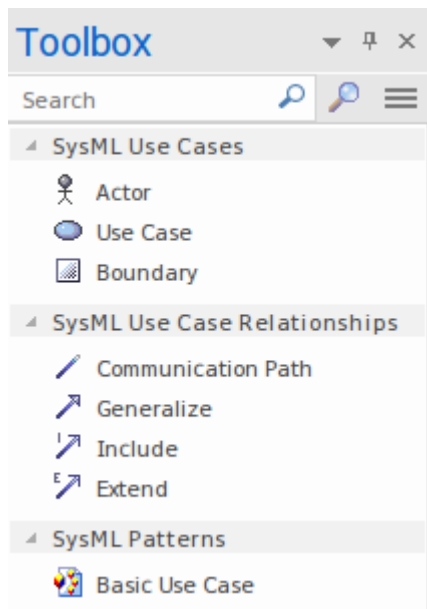 Toolbox
Search
SysML Use Cases
Actor
Use Case
Boundary
SysML Use Case Relationships
Communication Path
Generalize
I Include
E Extend
SysML Patterns
Basic Use Case